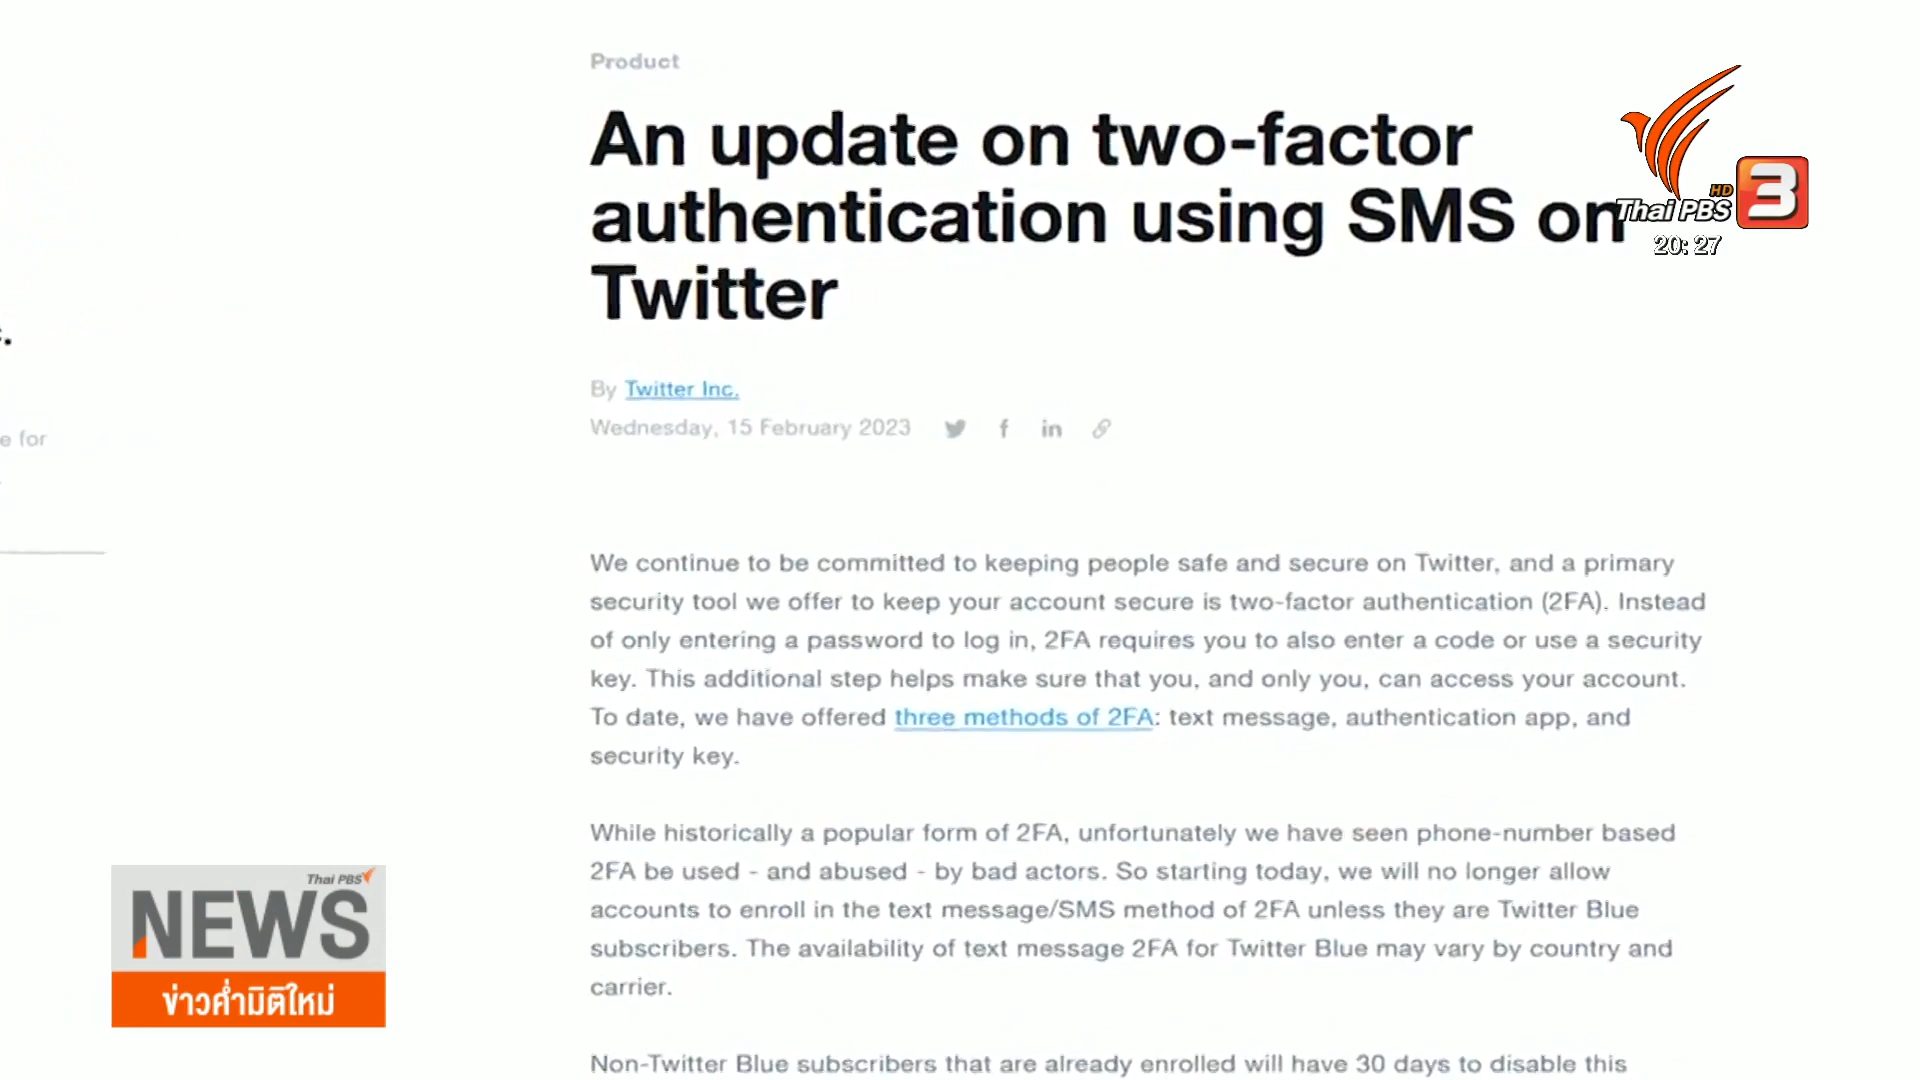 Product
An update on two-factor
authentication using SMS on
Twitter
HD
Thai PBS
3
20:27
By Twitter Inc.
Wednesday, 15 February 2023
e for
We continue to be committed to keeping people safe and secure on Twitter, and a primary
security tool we offer to keep your account secure is two-factor authentication (2FA). Instead
of only entering a password to log in, 2FA requires you to also enter a code or use a security
key. This additional step helps make sure that you, and only you, can access your account.
To date, we have offered three methods of 2FA: text message, authentication app, and
security key.
While historically a popular form of 2FA, unfortunately we have seen phone-number based
2FA be used - and abused - by bad actors. So starting today, we will no longer allow
accounts to enroll in the text message/SMS method of 2FA unless they are Twitter Blue
subscribers. The availability of text message 2FA for Twitter Blue may vary by country and
carrier.
Non-Twitter Blue subscribers that are already enrolled will have 30 days to disable this
Thai PBS
NEWS
ข่าวค่ำมิติใหม่